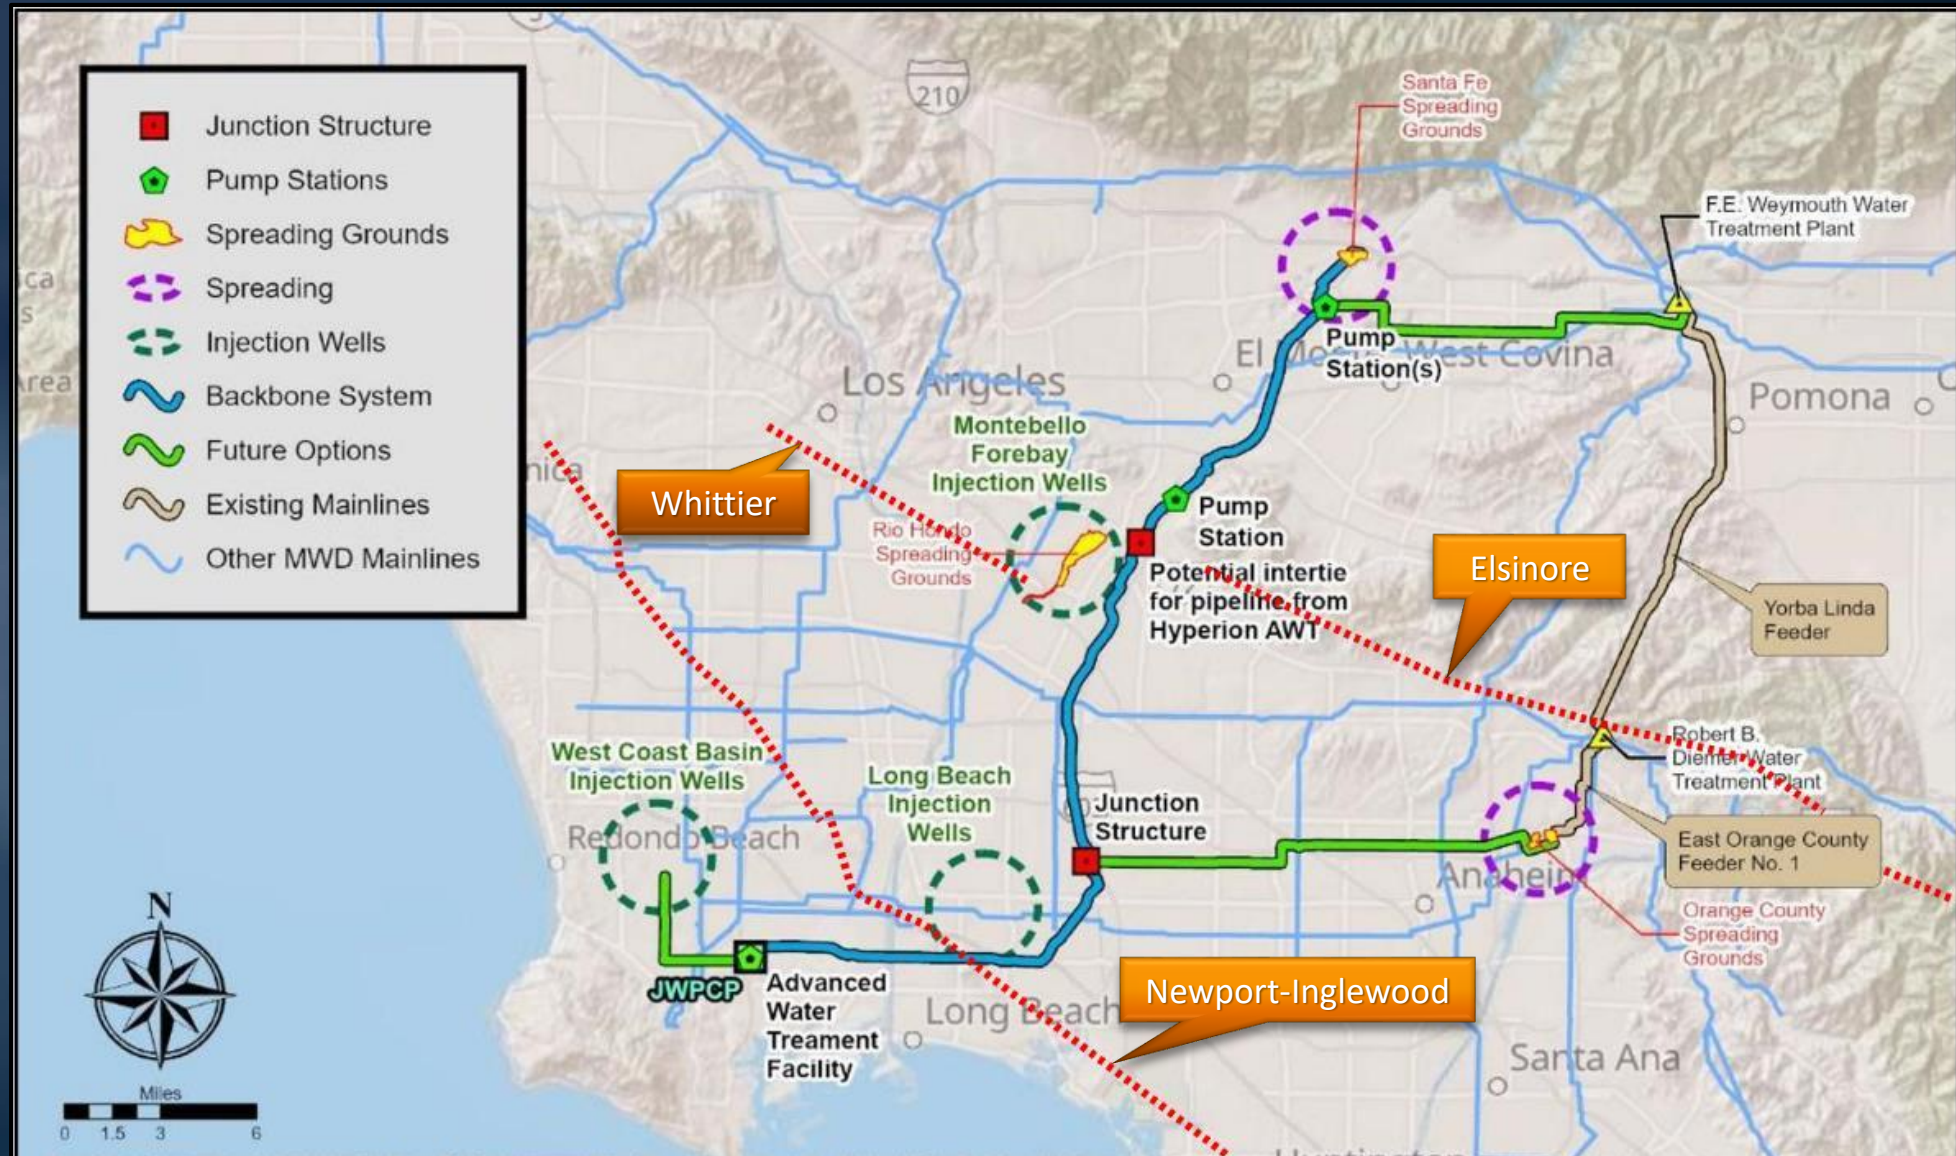 Junction Structure
Pump Stations
Spreading Grounds
Spreading
Injection Wells
Backbone System
Future Options
Existing Mainlines
Other MWD Mainlines
210
Santa Fe
Spreading
Grounds
F.E. Weymouth Water
Treatment Plant
Pump
Station(s)
El Monte
West Covina
Pomona
Los Angeles
Montebello
Forebay
Injection Wells
Whittier
Rio Hondo
Spreading
Grounds
Pump
Station
Potential intertie
for pipeline from
Hyperion AWT
Elsinore
Yorba Linda
Feeder
Robert B.
Diemer Water
Treatment Plant
West Coast Basin
Injection Wells
Redondo Beach
Long Beach
Injection
Wells
Junction
Structure
Anaheim
East Orange County
Feeder No. 1
Orange County
Spreading
Grounds
JWPCP
Advanced
Water
Treament
Facility
Long Beach
Newport-Inglewood
Santa Ana
N
Miles
0 1.5 3 6